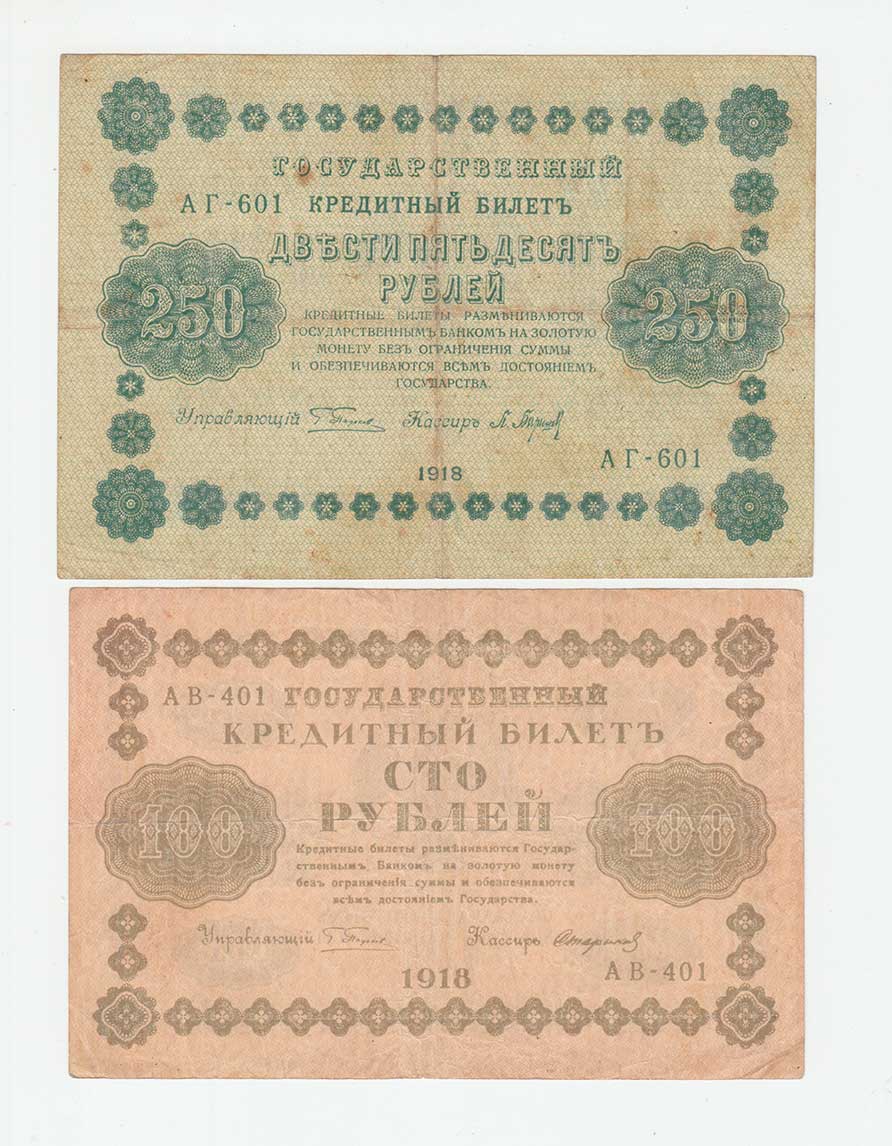 ГОСУДАРСТВЕННЫЙ
АГ-601 КРЕДИТНЫЙ БИЛЕТЪ
ДВѢСТИ ПЯТЬДЕСЯТЪ
РУБЛЕЙ
250 250
КРЕДИТНЫЕ БИЛЕТЫ РАЗМѢНИВАЮТСЯ
ГОСУДАРСТВЕННЫМЪ БАНКОМЪ НА ЗОЛОТУЮ
МОНЕТУ БЕЗЪ ОГРАНИЧЕНІЯ СУММЫ
И ОБЕЗПЕЧИВАЮТСЯ ВСѢМЪ ДОСТОЯНІЕМЪ
ГОСУДАРСТВА.
Управляющій Кассиръ
АГ-601
1918
АВ-401 ГОСУДАРСТВЕННЫЙ
КРЕДИТНЫЙ БИЛЕТЪ
СТО
РУБЛЕЙ
100 100
Кредитные билеты размѣниваются Государ-
ственнымъ Банкомъ на золотую монету
безъ ограниченія суммы и обезпечиваются
всѣмъ достояніемъ Государства.
Управляющій Кассиръ
1918 АВ-401